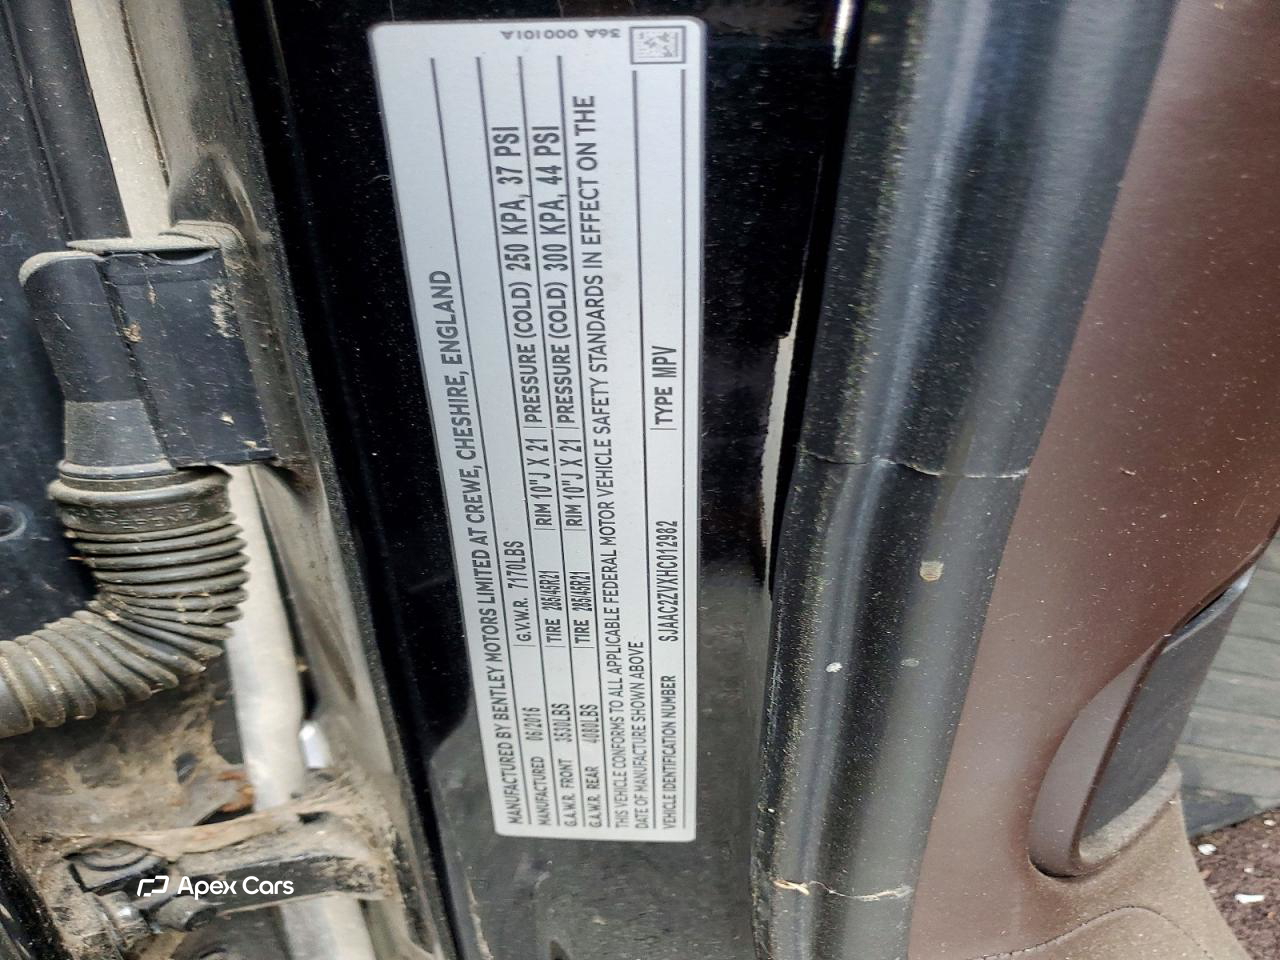 36A 000101A
MANUFACTURED BY BENTLEY MOTORS LIMITED AT CREWE, CHESHIRE, ENGLAND
MANUFACTURED 06/2016 G.V.W.R. 7170LBS
G.A.W.R. FRONT 3630LBS TIRE 285/45R21 RIM 10"J X 21 PRESSURE (COLD) 250 KPA, 37 PSI
G.A.W.R. REAR 4080LBS TIRE 285/45R21 RIM 10"J X 21 PRESSURE (COLD) 300 KPA, 44 PSI
THIS VEHICLE CONFORMS TO ALL APPLICABLE FEDERAL MOTOR VEHICLE SAFETY STANDARDS IN EFFECT ON THE
DATE OF MANUFACTURE SHOWN ABOVE
VEHICLE IDENTIFICATION NUMBER SJAAC2ZVXHC012982 TYPE MPV
Apex Cars